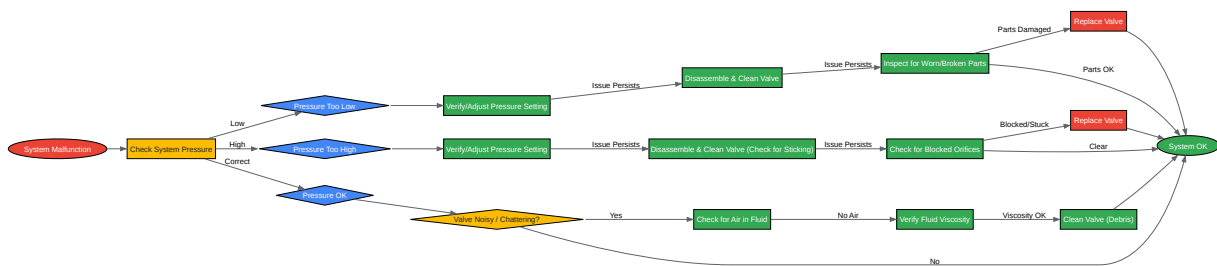 Replace Valve
Parts Damaged
Inspect for Worn/Broken Parts
Issue Persists
Parts OK
Disassemble & Clean Valve
Issue Persists
Pressure Too Low
Verify/Adjust Pressure Setting
Low
Blocked/Stuck
Replace Valve
System Malfunction
Check System Pressure
High
Pressure Too High
Verify/Adjust Pressure Setting
Issue Persists
Disassemble & Clean Valve (Check for Sticking)
Issue Persists
Check for Blocked Orifices
Clear
System OK
Correct
Pressure OK
Valve Noisy / Chattering?
Yes
Check for Air in Fluid
No Air
Verify Fluid Viscosity
Viscosity OK
Clean Valve (Debris)
No